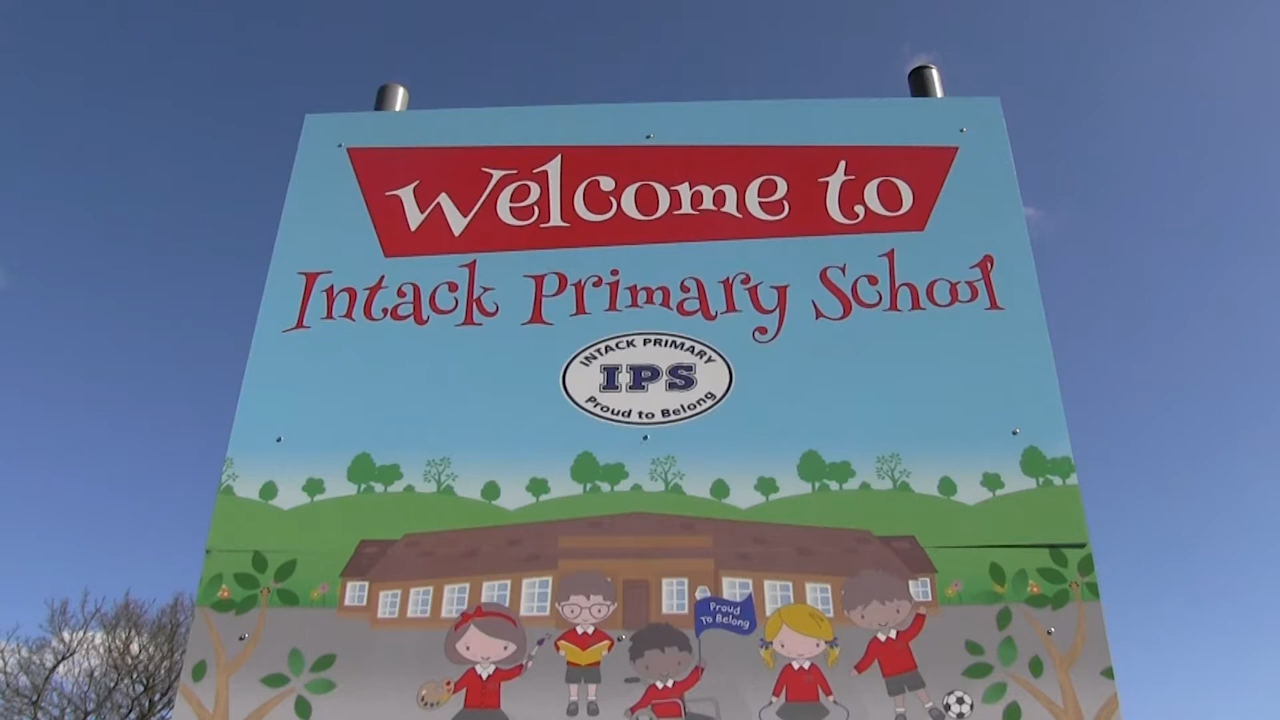 Welcome to
Intack Primary School
INTACK PRIMARY
IPS
Proud to Belong
Proud
To Belong